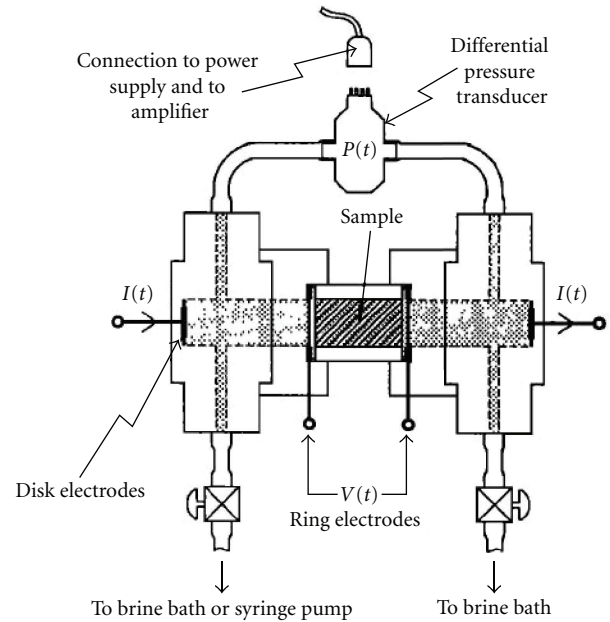 Connection to power
supply and to
amplifier
Differential
pressure
transducer
P(t)
Sample
I(t)
I(t)
Disk electrodes
V(t)
Ring electrodes
To brine bath or syringe pump
To brine bath